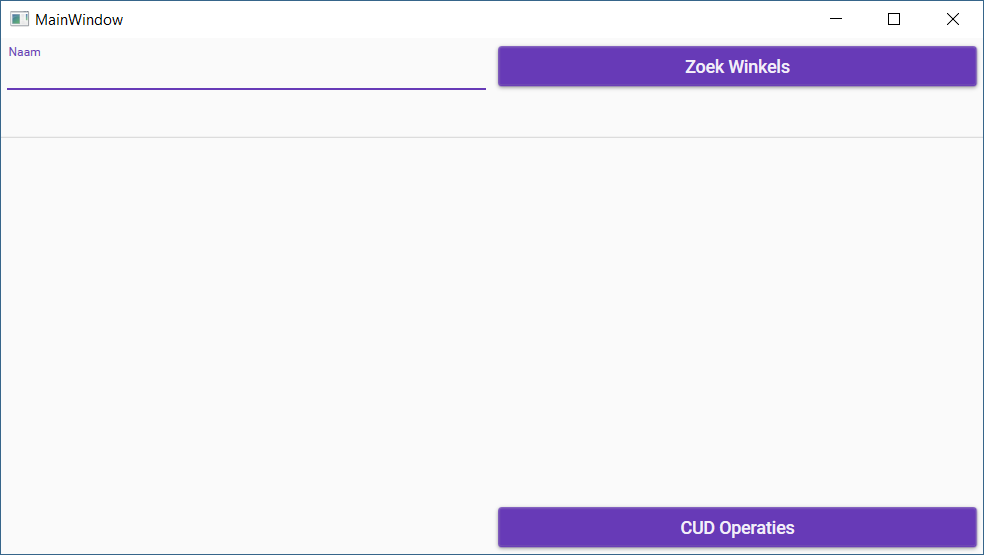 MainWindow
Naam
Zoek Winkels
CUD Operaties